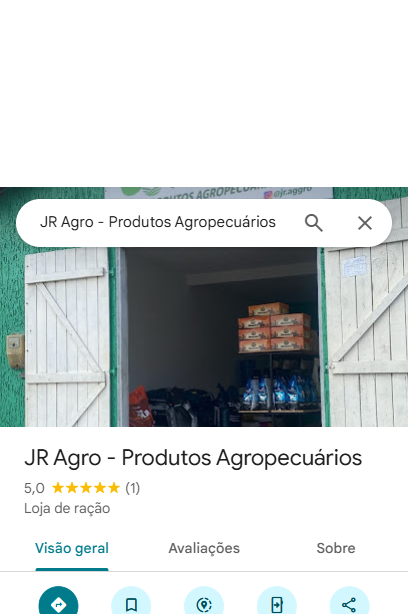 PRODUTOS AGROPECUÁR
@jr.aggro
JR Agro - Produtos Agropecuários
JR Agro - Produtos Agropecuários
5,0 (1)
Loja de ração
Visão geral
Avaliações
Sobre